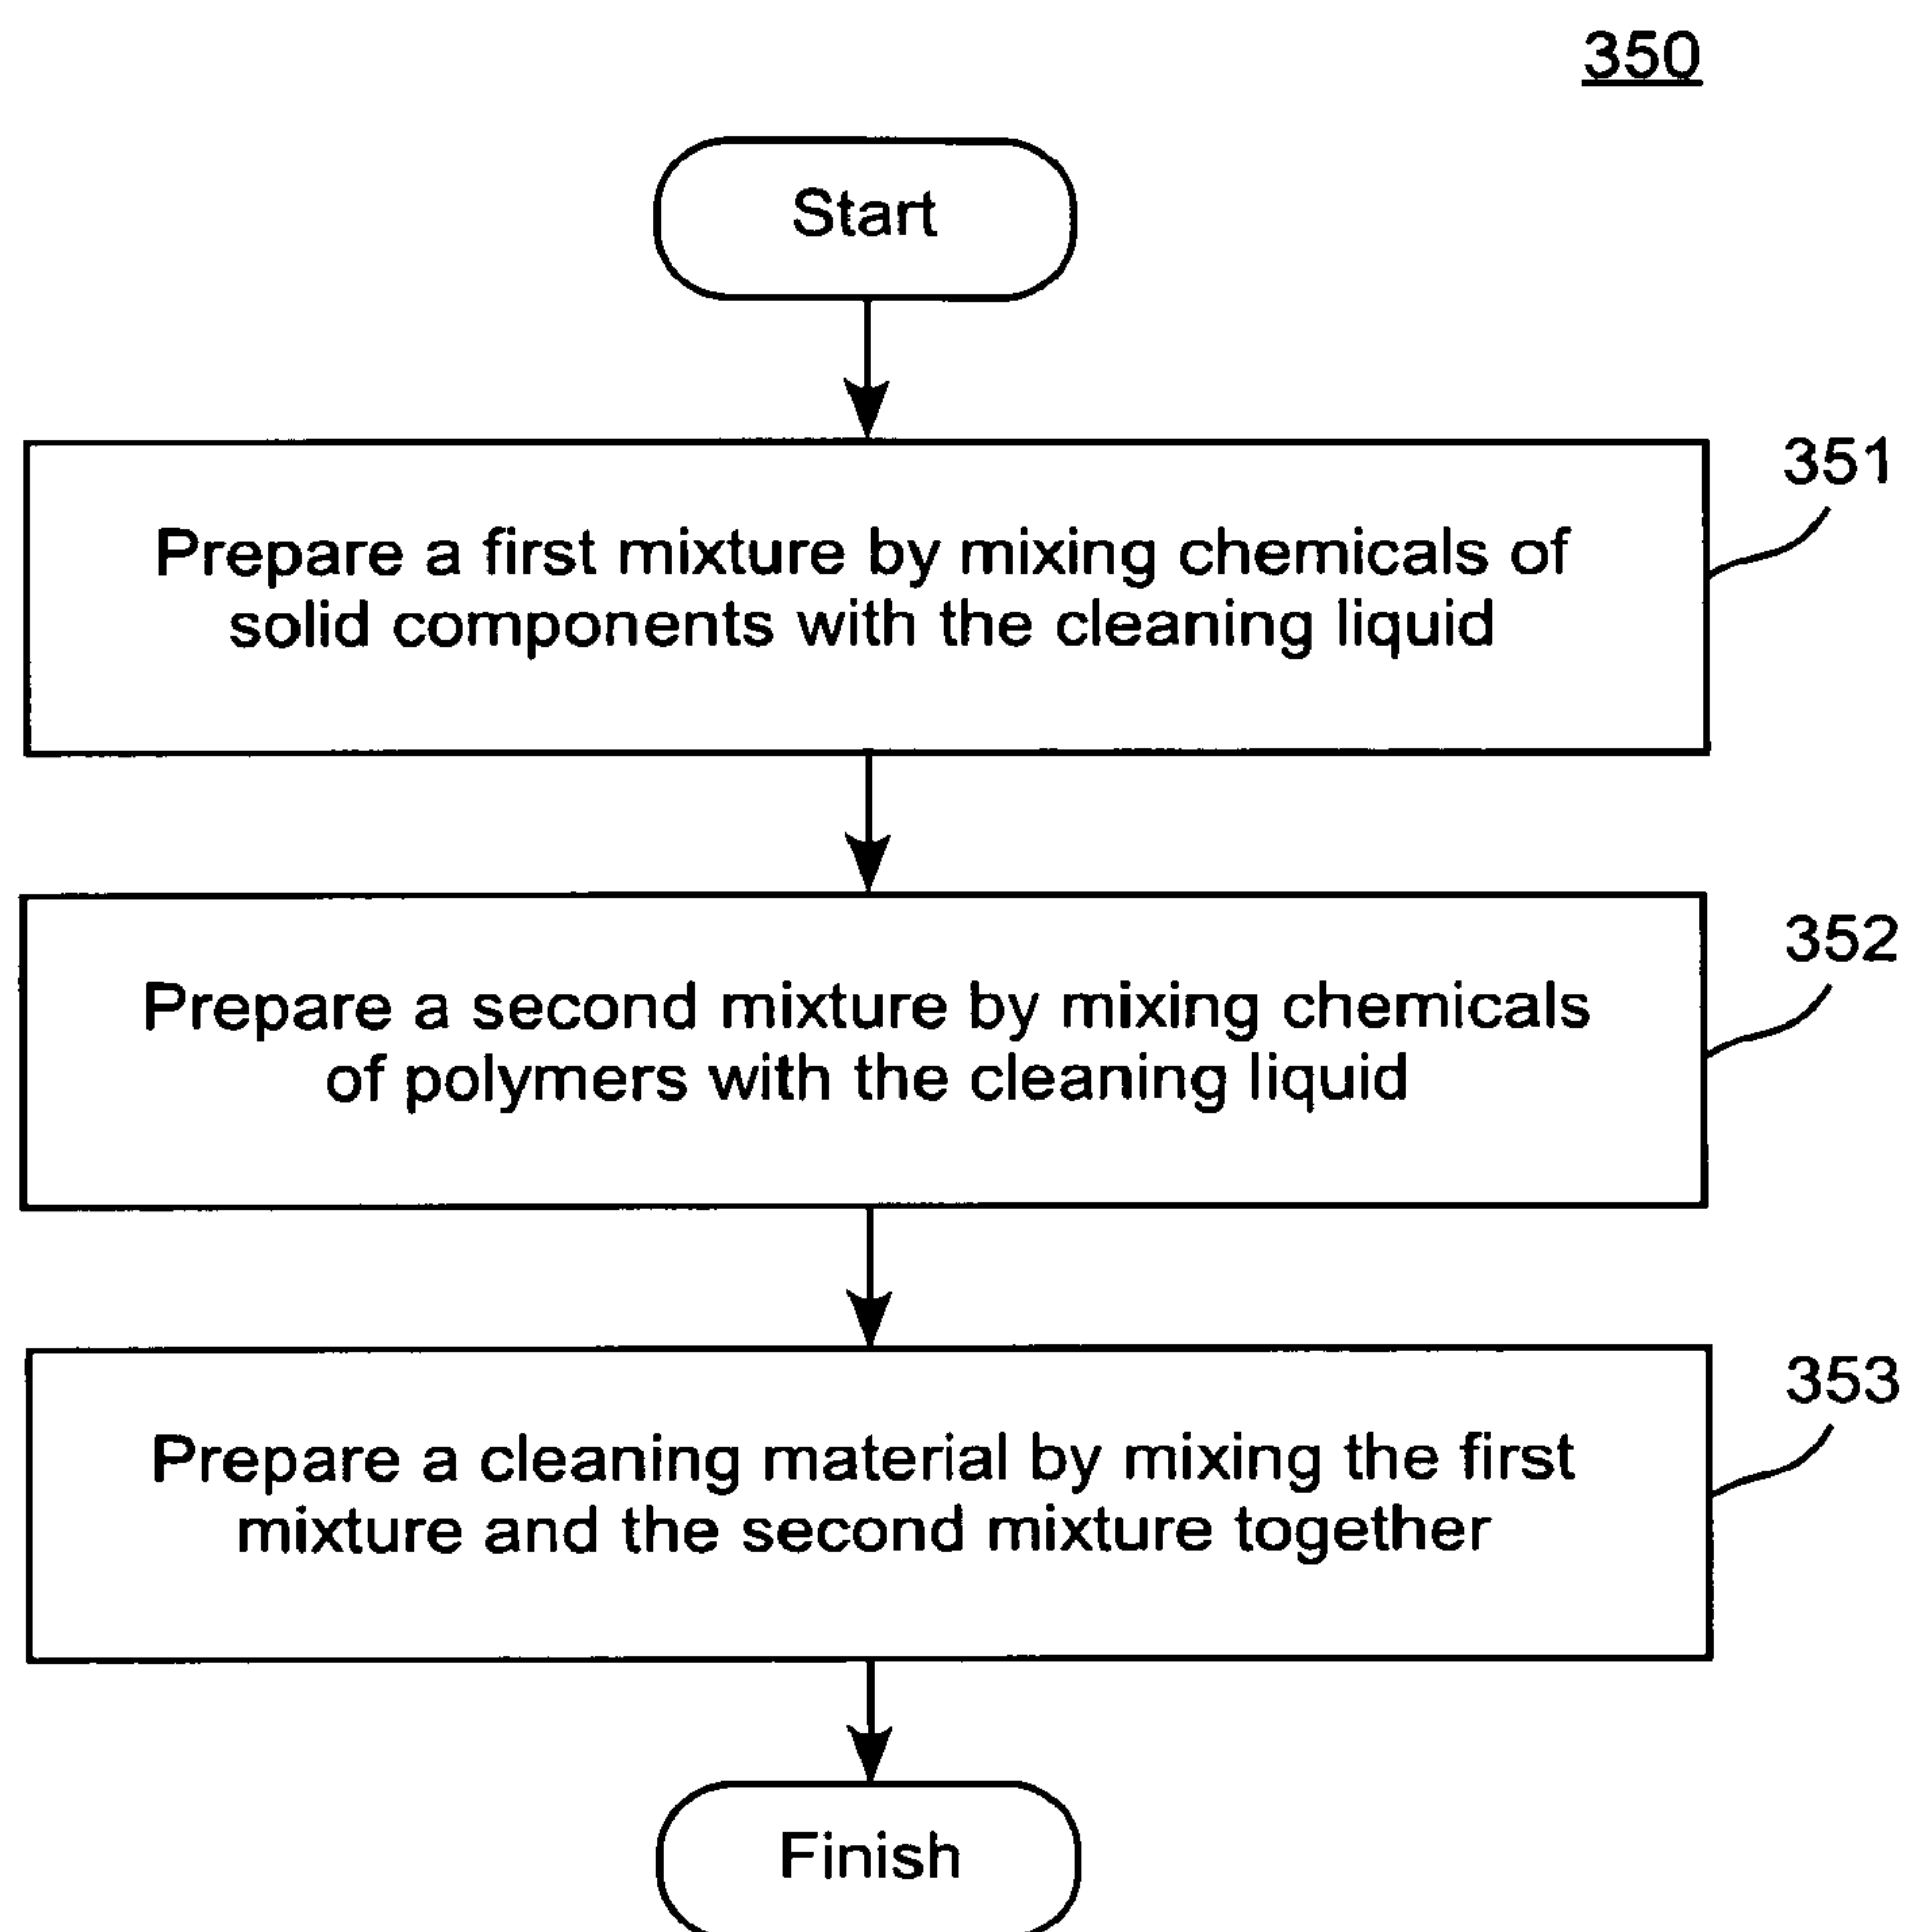 350
Start
351
Prepare a first mixture by mixing chemicals of
solid components with the cleaning liquid
352
Prepare a second mixture by mixing chemicals
of polymers with the cleaning liquid
353
Prepare a cleaning material by mixing the first
mixture and the second mixture together
Finish